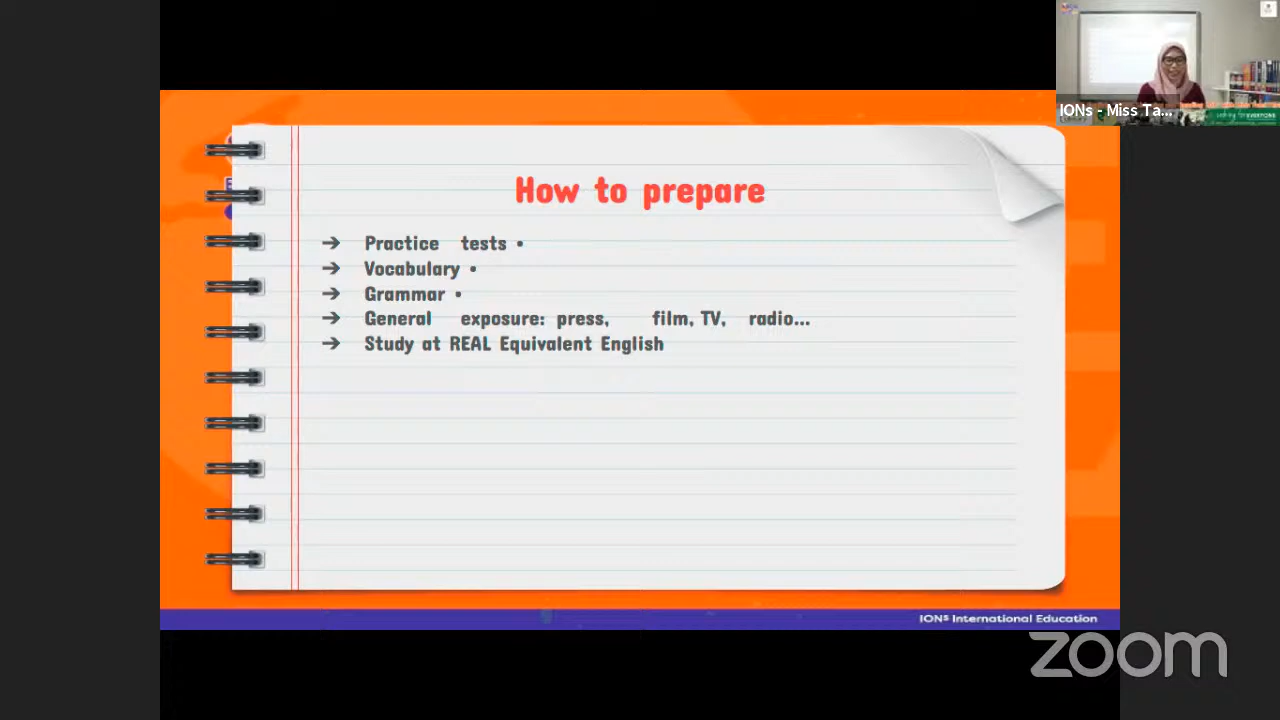 IONs - Miss Ta...
How to prepare
➔ Practice tests •
➔ Vocabulary •
➔ Grammar •
➔ General exposure: press, film, TV, radio...
➔ Study at REAL Equivalent English
IONs International Education
zoom